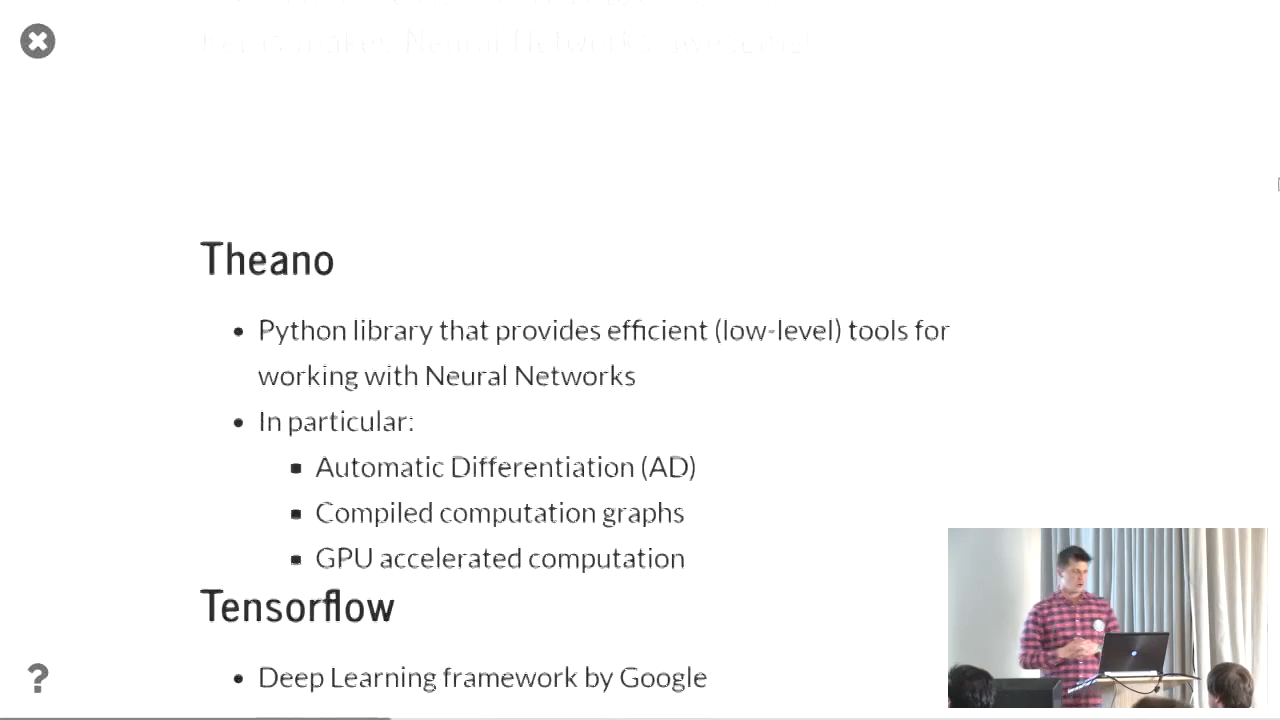 Theano
• Python library that provides efficient (low-level) tools for
working with Neural Networks
• In particular:
▪ Automatic Differentiation (AD)
▪ Compiled computation graphs
▪ GPU accelerated computation
Tensorflow
• Deep Learning framework by Google
?